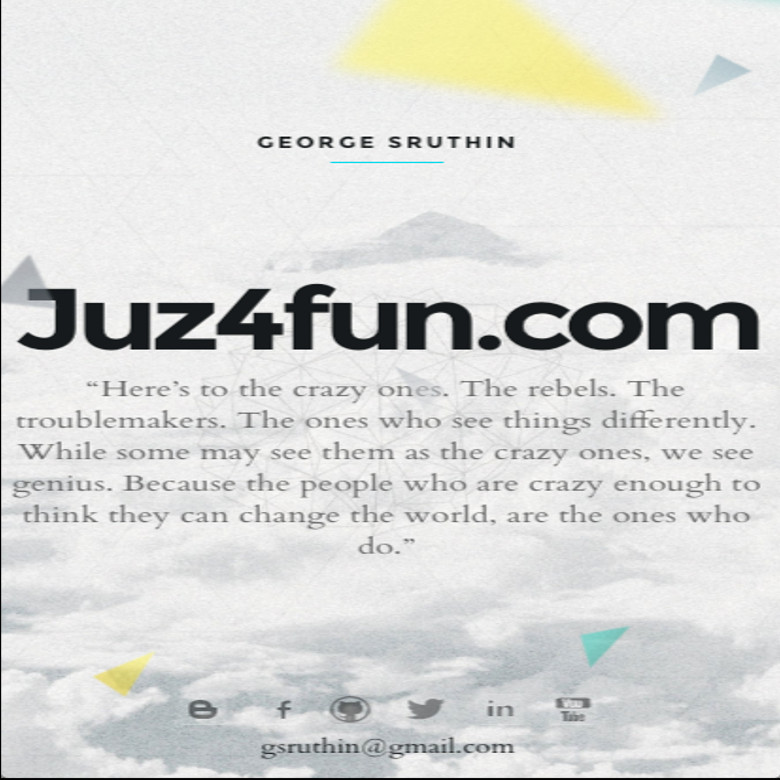 GEORGE SRUTHIN
Juz4fun.com
“Here’s to the crazy ones. The rebels. The
troublemakers. The ones who see things differently.
While some may see them as the crazy ones, we see
genius. Because the people who are crazy enough to
think they can change the world, are the ones who
do.”
You Tube
gsruthin@gmail.com